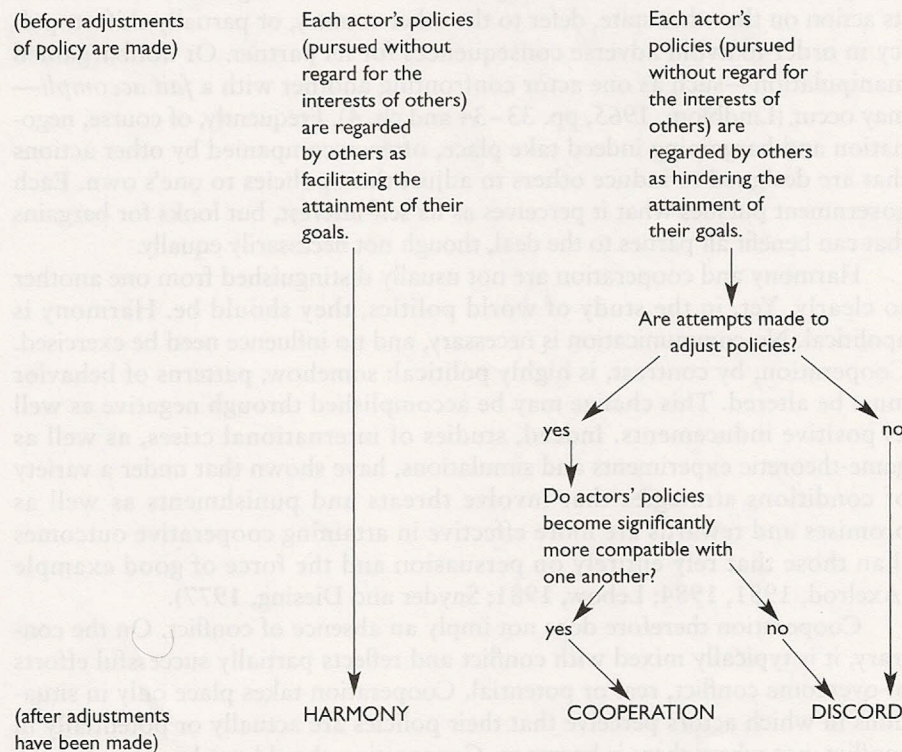 (before adjustments
of policy are made)
Each actor's policies
(pursued without
regard for the
interests of others)
are regarded
by others as
facilitating the
attainment of their
goals.
Each actor's
policies (pursued
without regard for
the interests of
others) are
regarded by others
as hindering the
attainment of
their goals.
Are attempts made to
adjust policies?
yes
no
Do actors' policies
become significantly
more compatible with
one another?
yes
no
(after adjustments
have been made)
HARMONY
COOPERATION
DISCORD